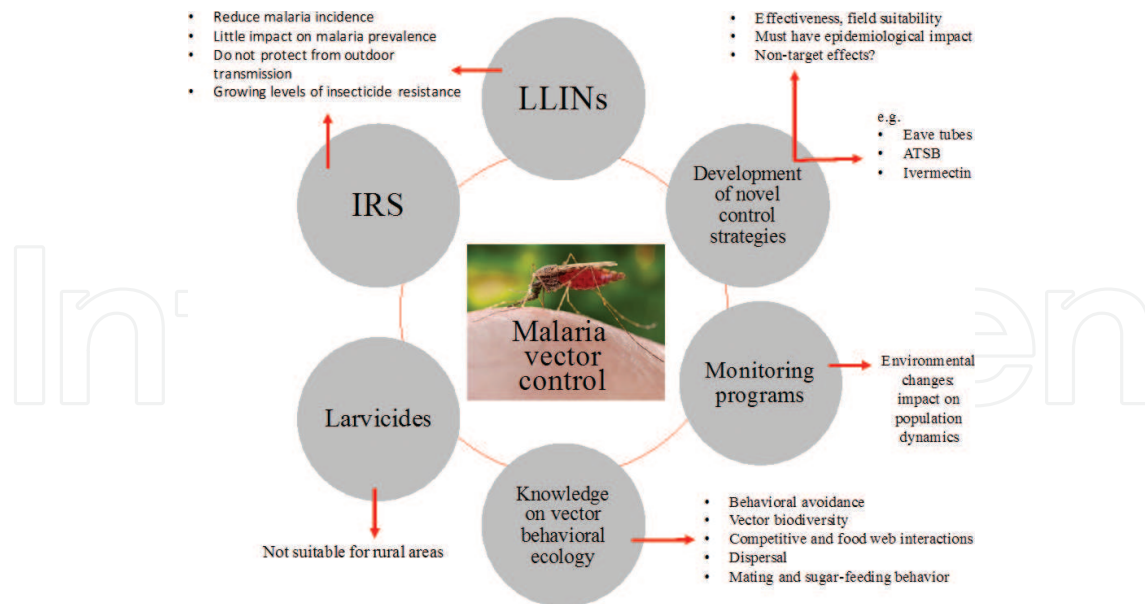 • Reduce malaria incidence
• Little impact on malaria prevalence
• Do not protect from outdoor
transmission
• Growing levels of insecticide resistance
• Effectiveness, field suitability
• Must have epidemiological impact
• Non-target effects?
LLINs
e.g.
• Eave tubes
• ATSB
• Ivermectin
Development
of novel
control
strategies
IRS
Malaria
vector
control
Monitoring
programs
Environmental
changes:
impact on
population
dynamics
Larvicides
Not suitable for rural areas
Knowledge
on vector
behavioral
ecology
• Behavioral avoidance
• Vector biodiversity
• Competitive and food web interactions
• Dispersal
• Mating and sugar-feeding behavior